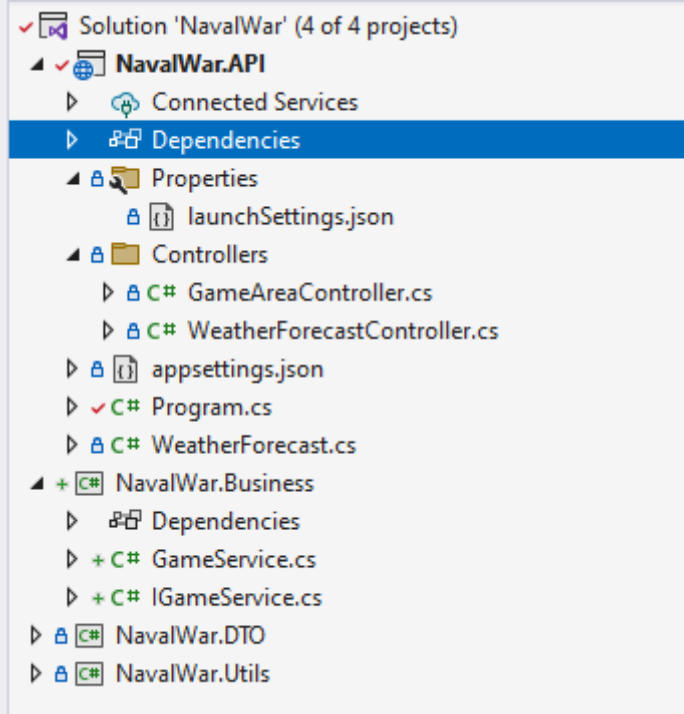 Solution 'NavalWar' (4 of 4 projects)
NavalWar.API
Connected Services
Dependencies
Properties
{} launchSettings.json
Controllers
C# GameAreaController.cs
C# WeatherForecastController.cs
{} appsettings.json
C# Program.cs
C# WeatherForecast.cs
+ C# NavalWar.Business
Dependencies
+ C# GameService.cs
+ C# IGameService.cs
C# NavalWar.DTO
C# NavalWar.Utils